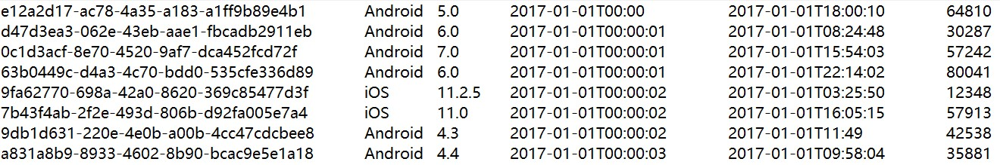 e12a2d17-ac78-4a35-a183-a1ff9b89e4b1 Android 5.0 2017-01-01T00:00 2017-01-01T18:00:10 64810
d47d3ea3-062e-43eb-aae1-fbcadb2911eb Android 6.0 2017-01-01T00:00:01 2017-01-01T08:24:48 30287
0c1d3acf-8e70-4520-9af7-dca452fcd72f Android 7.0 2017-01-01T00:00:01 2017-01-01T15:54:03 57242
63b0449c-d4a3-4c70-bdd0-535cfe336d89 Android 6.0 2017-01-01T00:00:01 2017-01-01T22:14:02 80041
9fa62770-698a-42a0-8620-369c85477d3f iOS 11.2.5 2017-01-01T00:00:02 2017-01-01T03:25:50 12348
7b43f4ab-2f2e-493d-806b-d92fa005e7a4 iOS 11.0 2017-01-01T00:00:02 2017-01-01T16:05:15 57913
9db1d631-220e-4e0b-a00b-4cc47cdcbee8 Android 4.3 2017-01-01T00:00:02 2017-01-01T11:49 42538
a831a8b9-8933-4602-8b90-bcac9e5e1a18 Android 4.4 2017-01-01T00:00:03 2017-01-01T09:58:04 35881